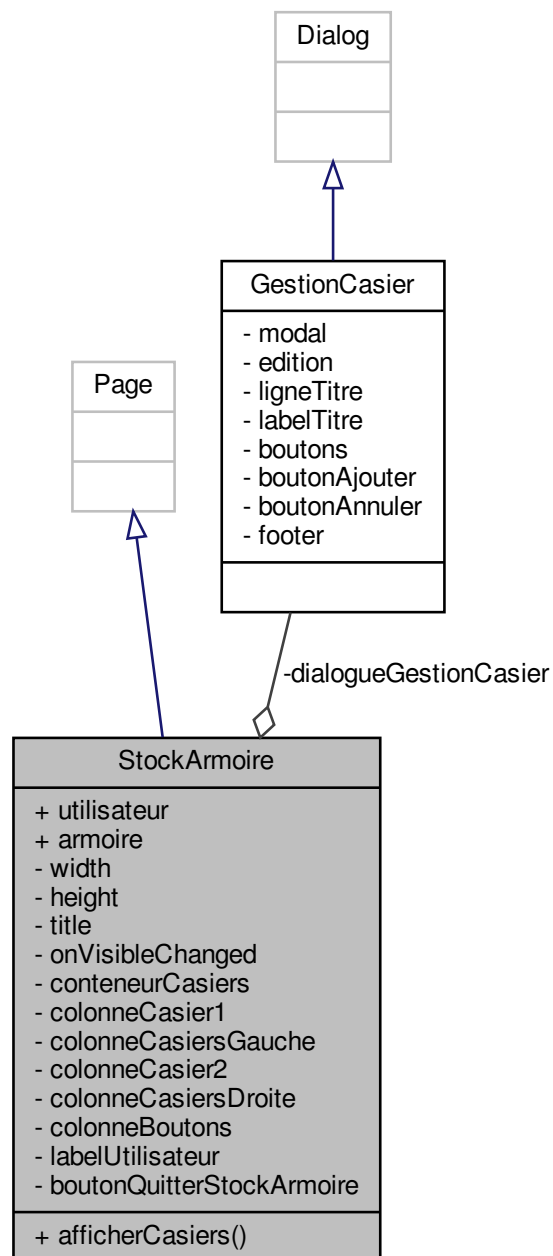 Dialog
GestionCasier
- modal
- edition
- ligneTitre
- labelTitre
- boutons
- boutonAjouter
- boutonAnnuler
- footer
Page
-dialogueGestionCasier
StockArmoire
+ utilisateur
+ armoire
- width
- height
- title
- onVisibleChanged
- conteneurCasiers
- colonneCasier1
- colonneCasiersGauche
- colonneCasier2
- colonneCasiersDroite
- colonneBoutons
- labelUtilisateur
- boutonQuitterStockArmoire
+ afficherCasiers()